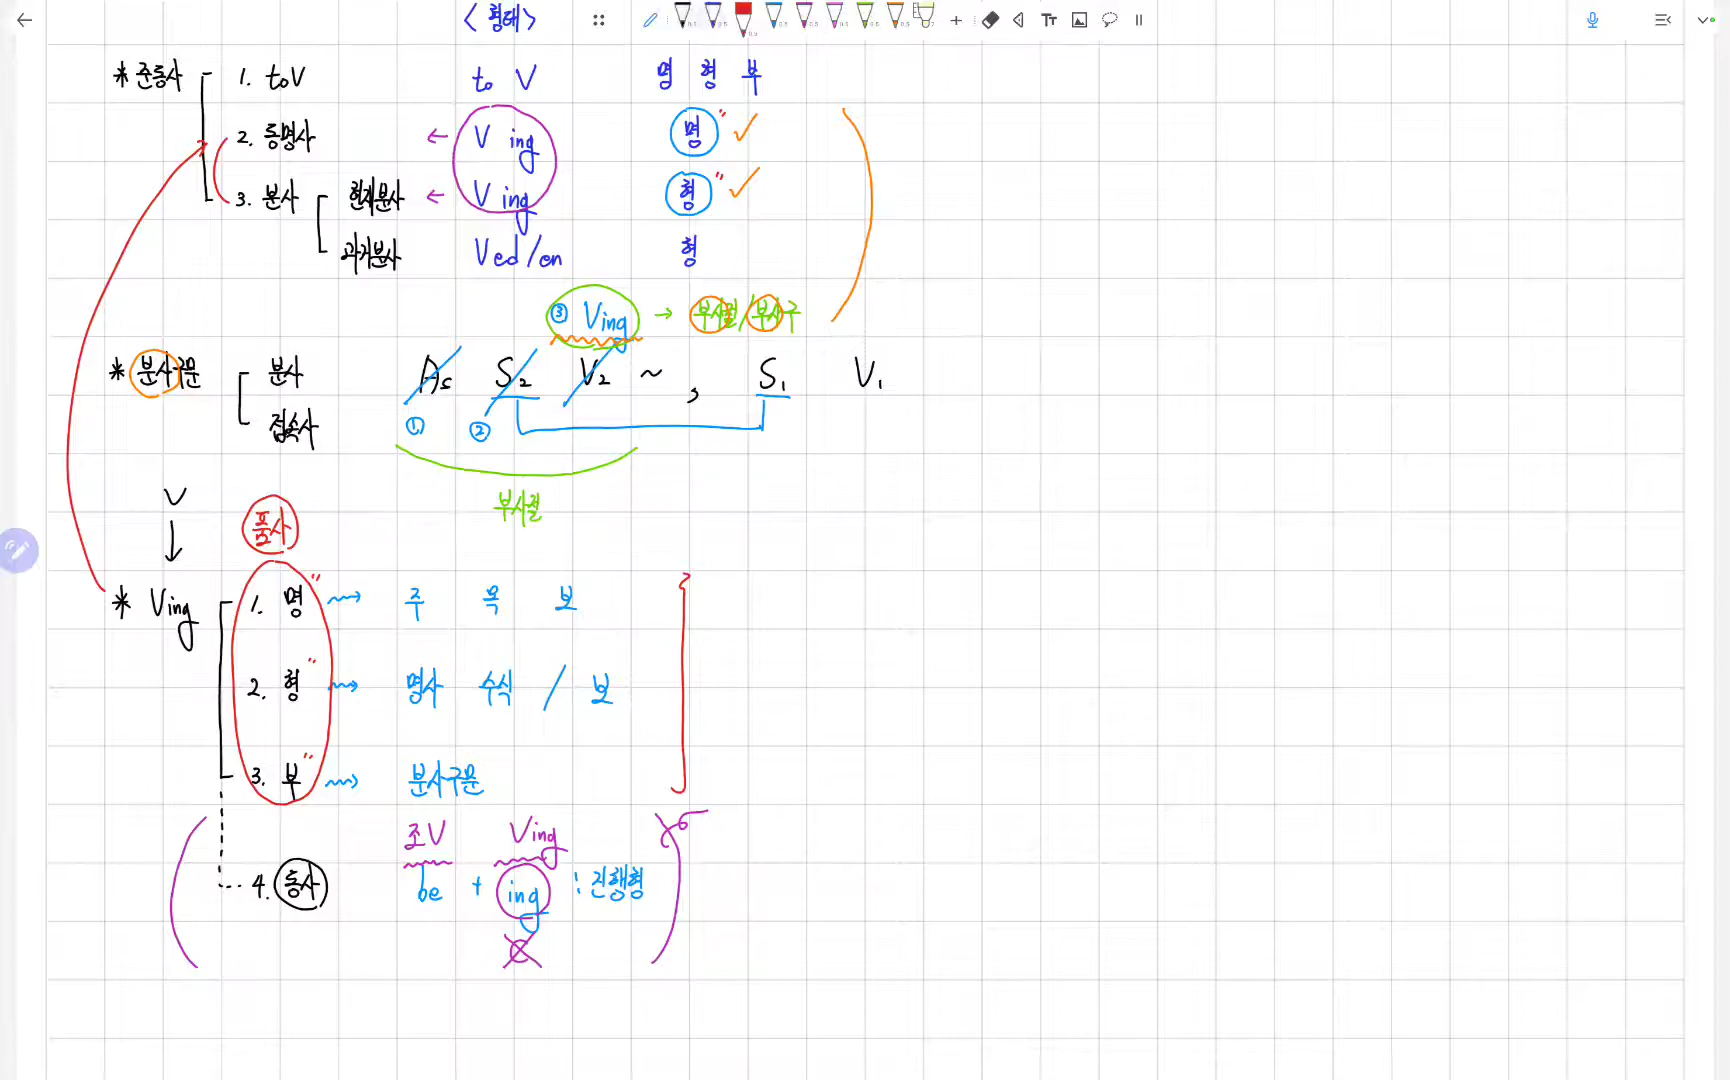 <형태>
* 준동사 1. to V to V 명 형 부
2. 동명사 ← V ing 명 " ✓
3. 분사 현재분사 ← V ing 형 " ✓
과거분사 Ved/en 형
③ Ving → 부사절/부사구
* 분사구문 분사 As S₂ V₂ ~ , S₁ V₁
접속사 ① ②
부사절
V
↓
품사
* Ving 1. 명 " → 주 목 보
2. 형 " → 명사 수식 / 보
3. 부 " → 분사구문
조V Ving
4. 동사 be + ing : 진행형